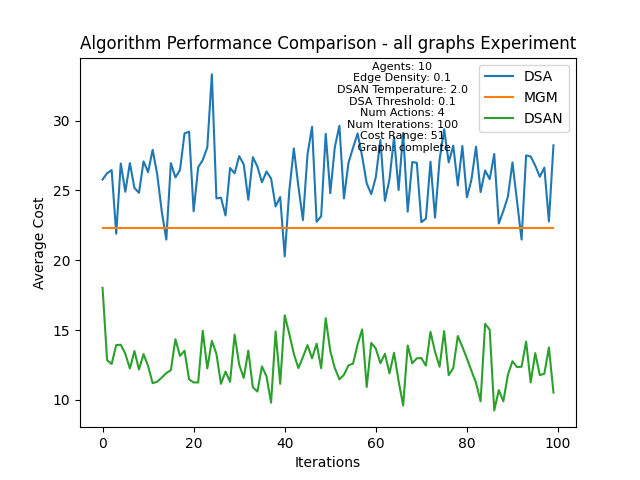 Algorithm Performance Comparison - all graphs Experiment
Agents: 10
Edge Density: 0.1
DSAN Temperature: 2.0
DSA Threshold: 0.1
Num Actions: 4
Num Iterations: 100
Cost Range: 51
Graph: complete
DSA
MGM
DSAN
Average Cost
30
25
20
15
10
0 20 40 60 80 100
Iterations